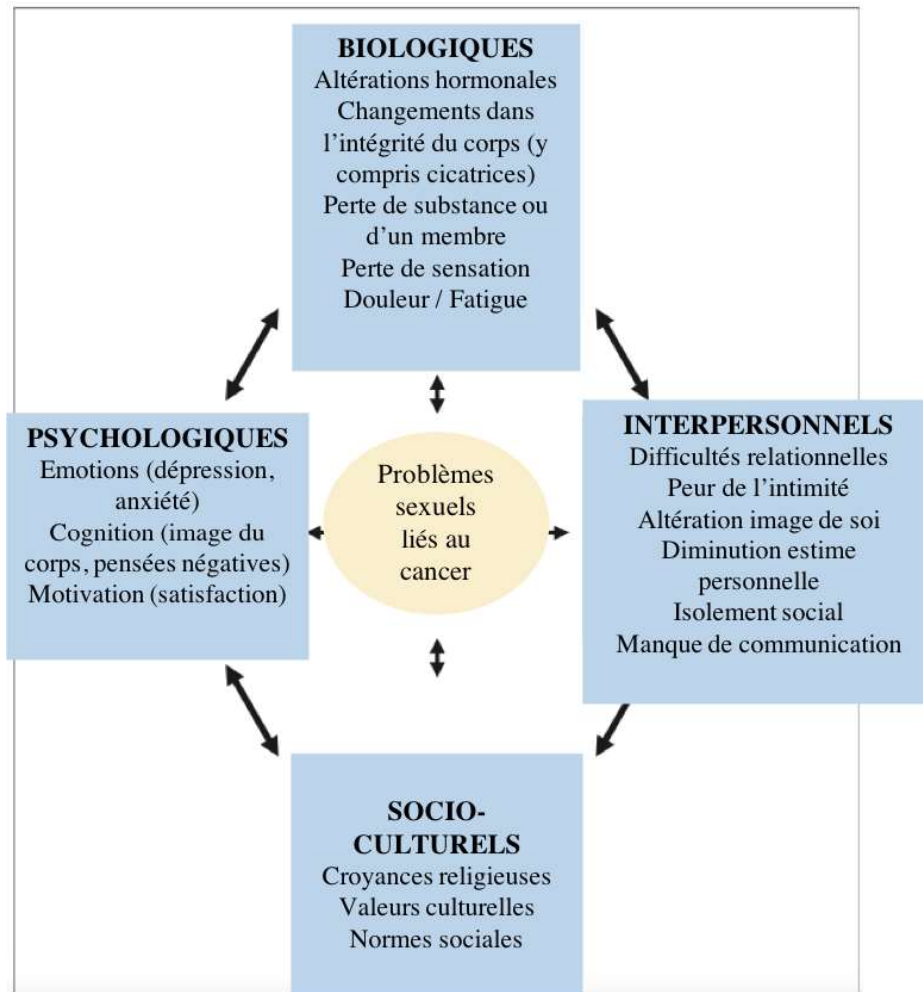 BIOLOGIQUES
Altérations hormonales
Changements dans
l’intégrité du corps (y
compris cicatrices)
Perte de substance ou
d’un membre
Perte de sensation
Douleur / Fatigue
PSYCHOLOGIQUES
Emotions (dépression,
anxiété)
Cognition (image du
corps, pensées négatives)
Motivation (satisfaction)
Problèmes
sexuels
liés au
cancer
INTERPERSONNELS
Difficultés relationnelles
Peur de l’intimité
Altération image de soi
Diminution estime
personnelle
Isolement social
Manque de communication
SOCIO-
CULTURELS
Croyances religieuses
Valeurs culturelles
Normes sociales